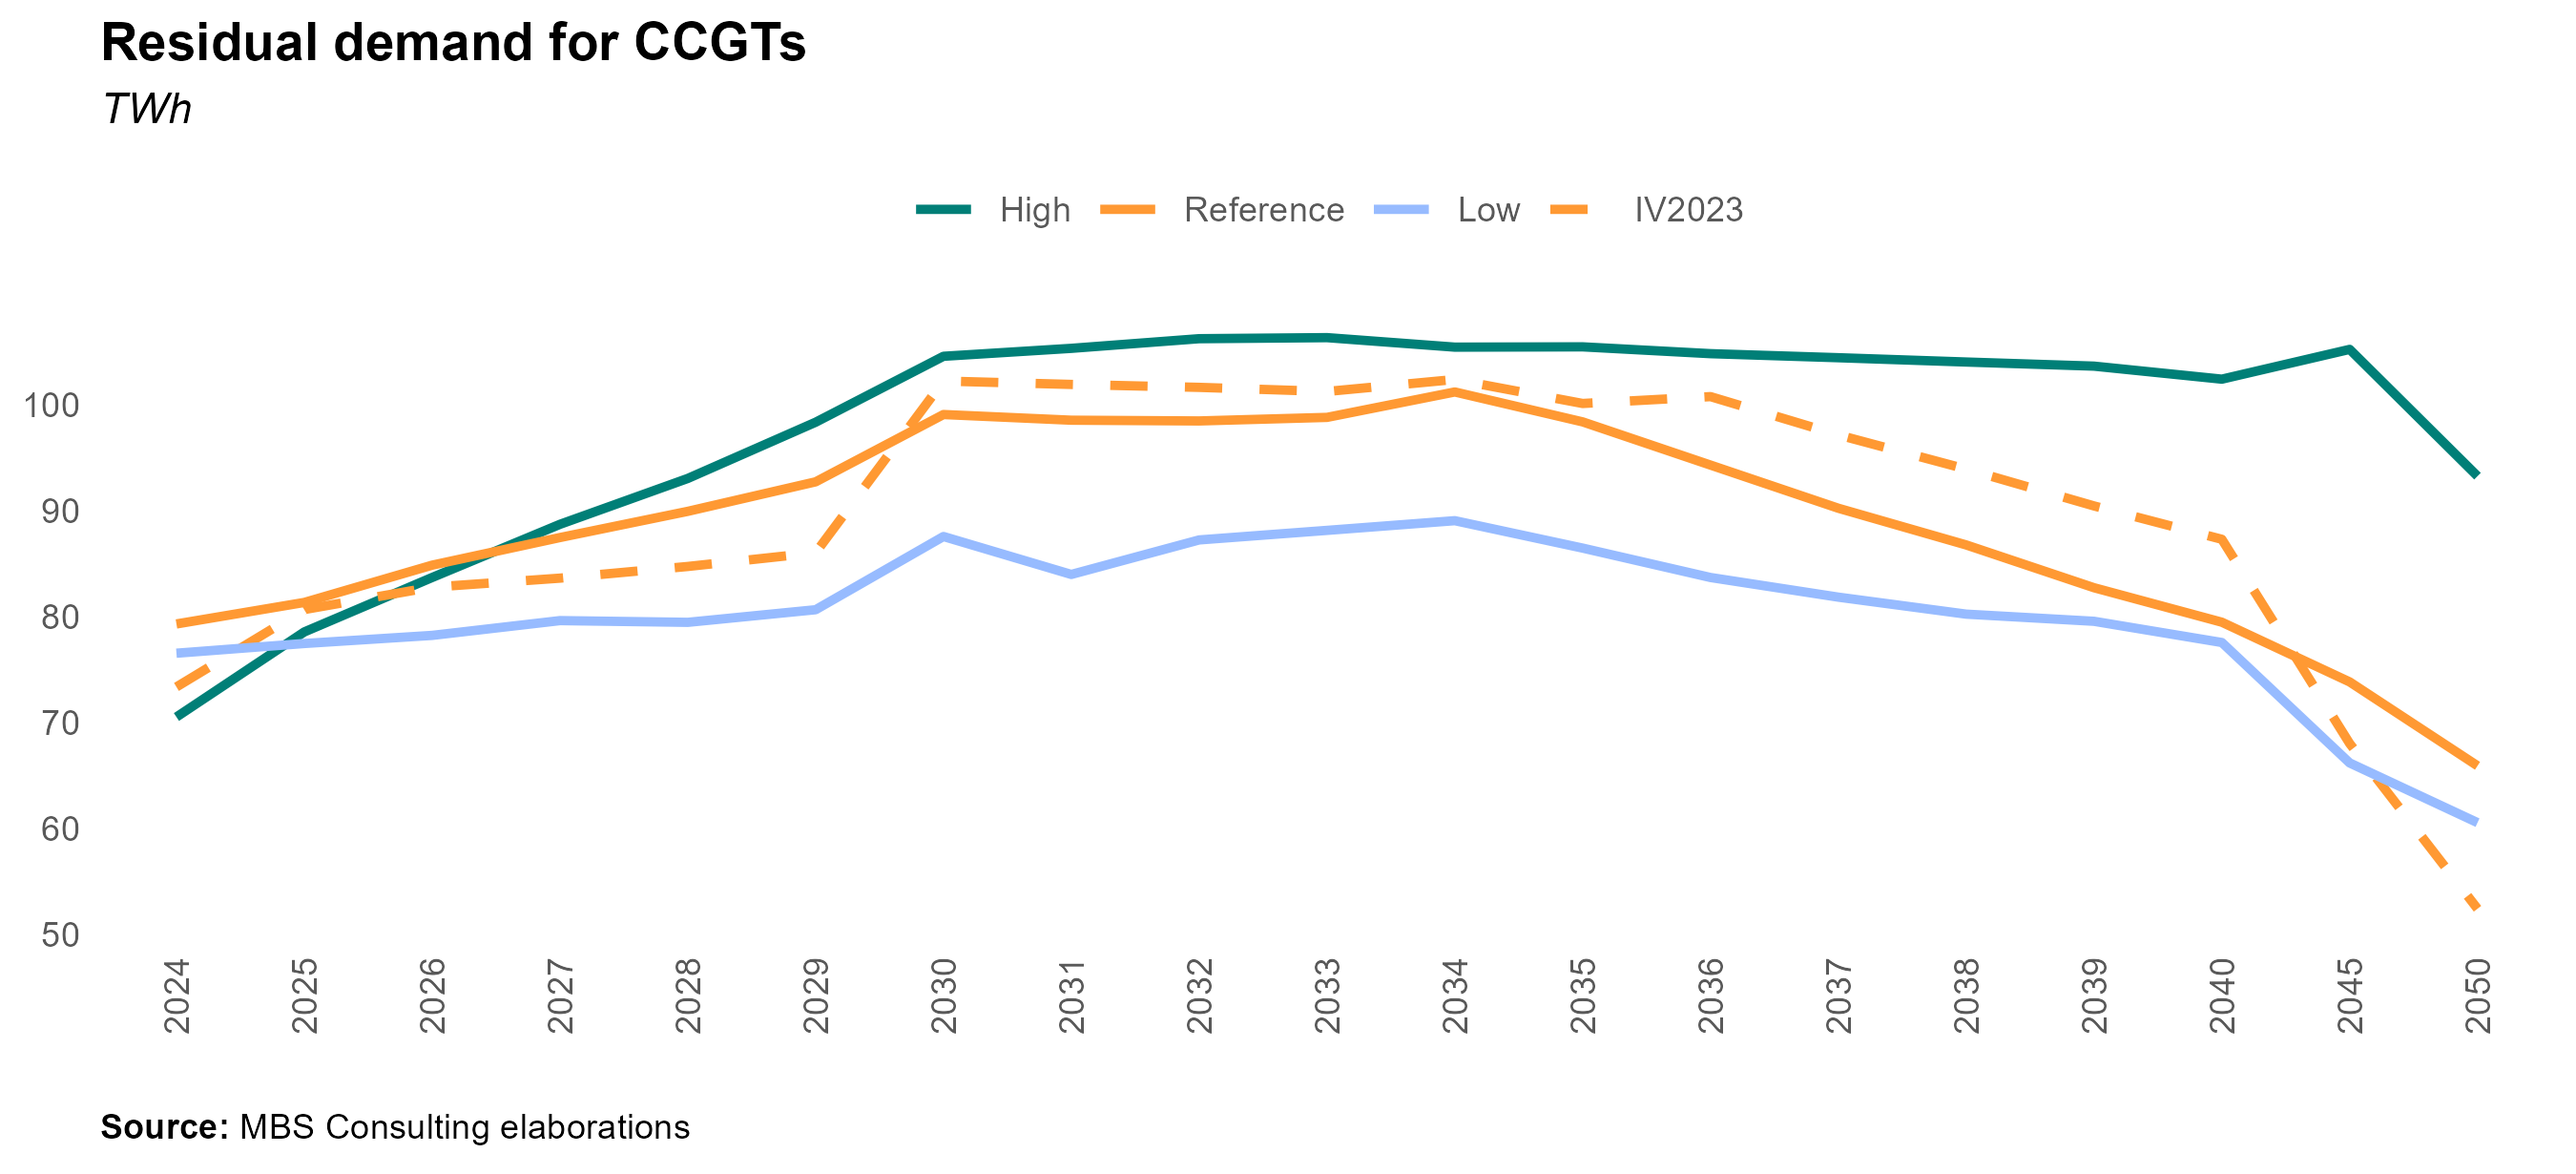 Residual demand for CCGTs
TWh
High Reference Low IV2023
100
90
80
70
60
50
2024 2025 2026 2027 2028 2029 2030 2031 2032 2033 2034 2035 2036 2037 2038 2039 2040 2045 2050
Source: MBS Consulting elaborations